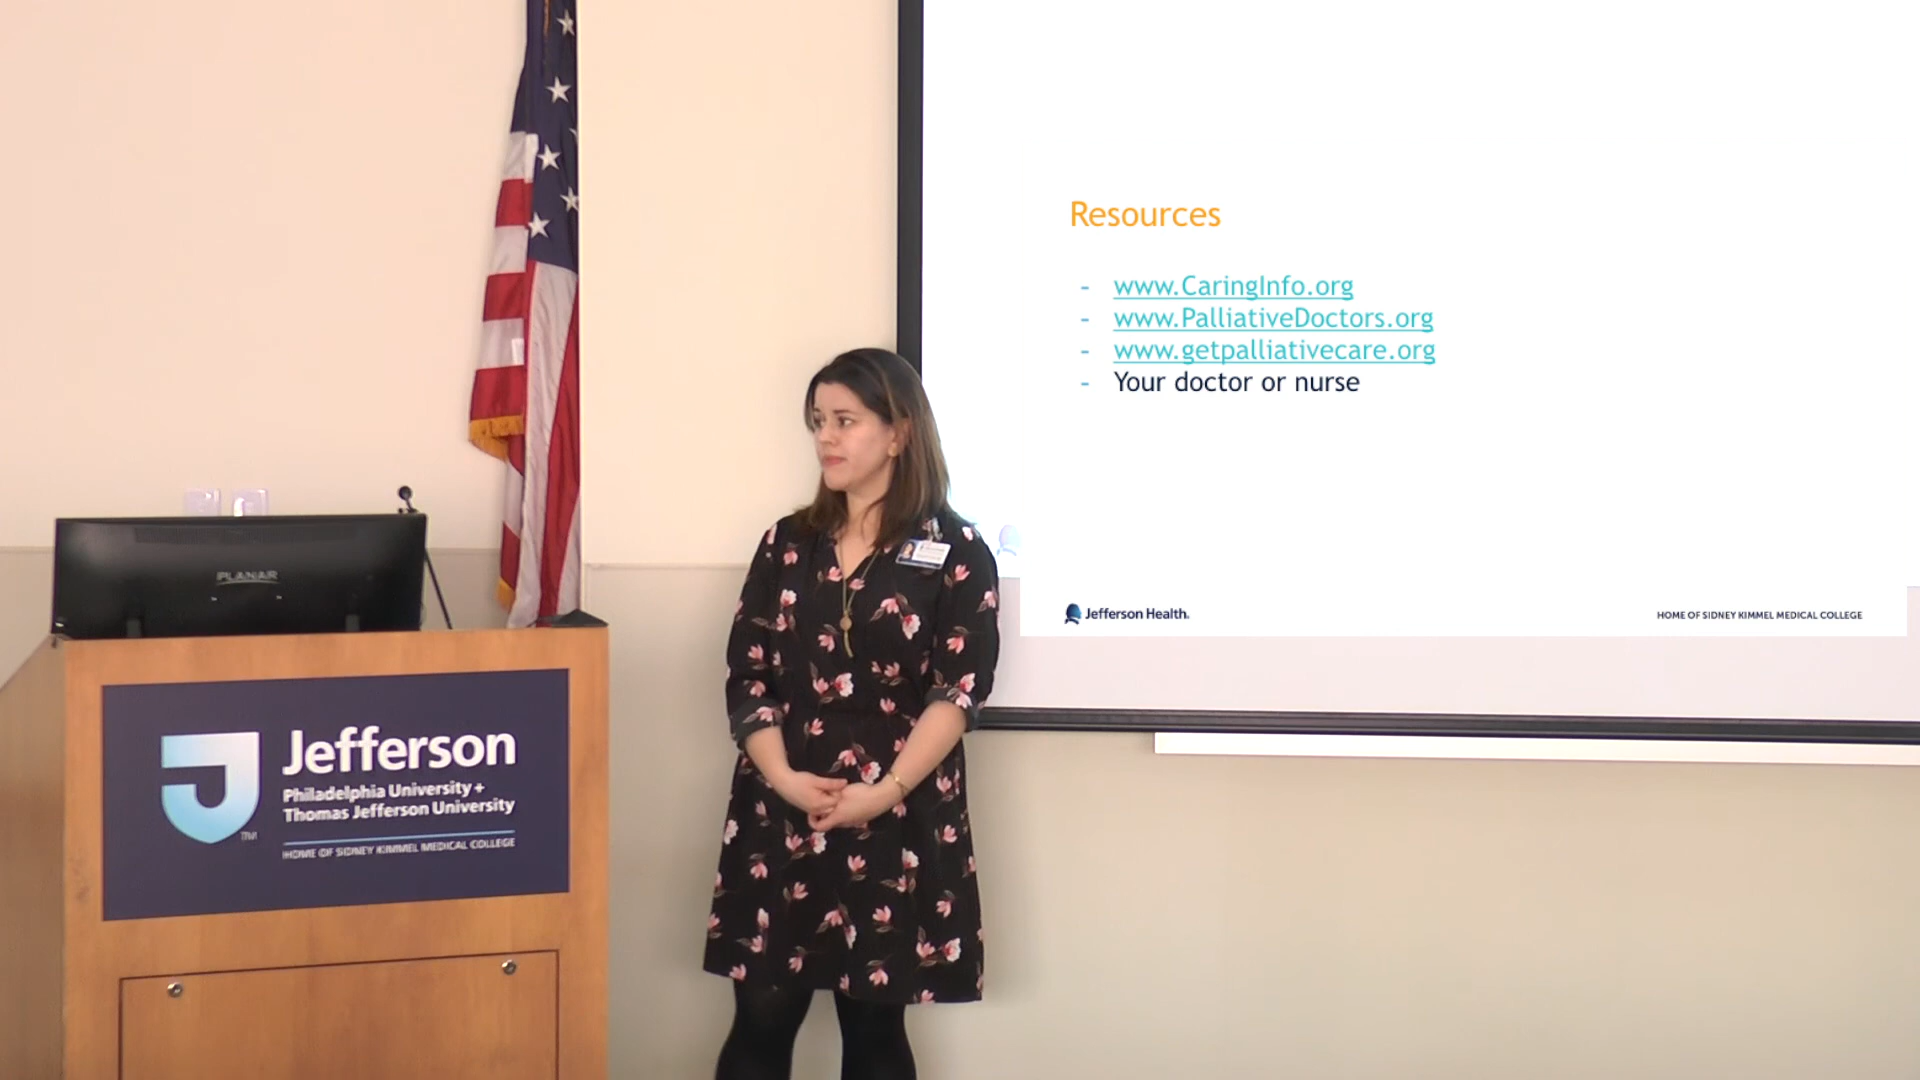 Resources
- www.CaringInfo.org
- www.PalliativeDoctors.org
- www.getpalliativecare.org
- Your doctor or nurse
Jefferson Health.
HOME OF SIDNEY KIMMEL MEDICAL COLLEGE
PLANAR
Jefferson
Philadelphia University +
Thomas Jefferson University
TM
HOME OF SIDNEY KIMMEL MEDICAL COLLEGE